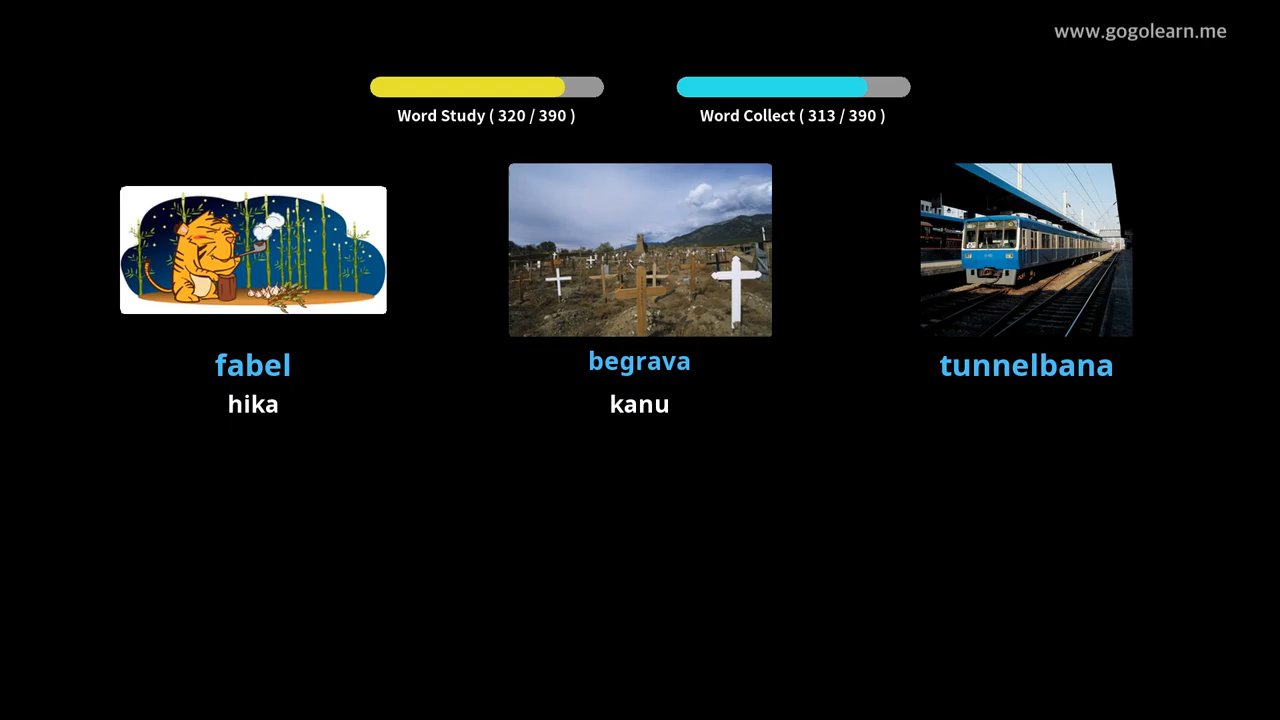 www.gogolearn.me
Word Study ( 320 / 390 )
Word Collect ( 313 / 390 )
fabel
begrava
tunnelbana
hika
kanu